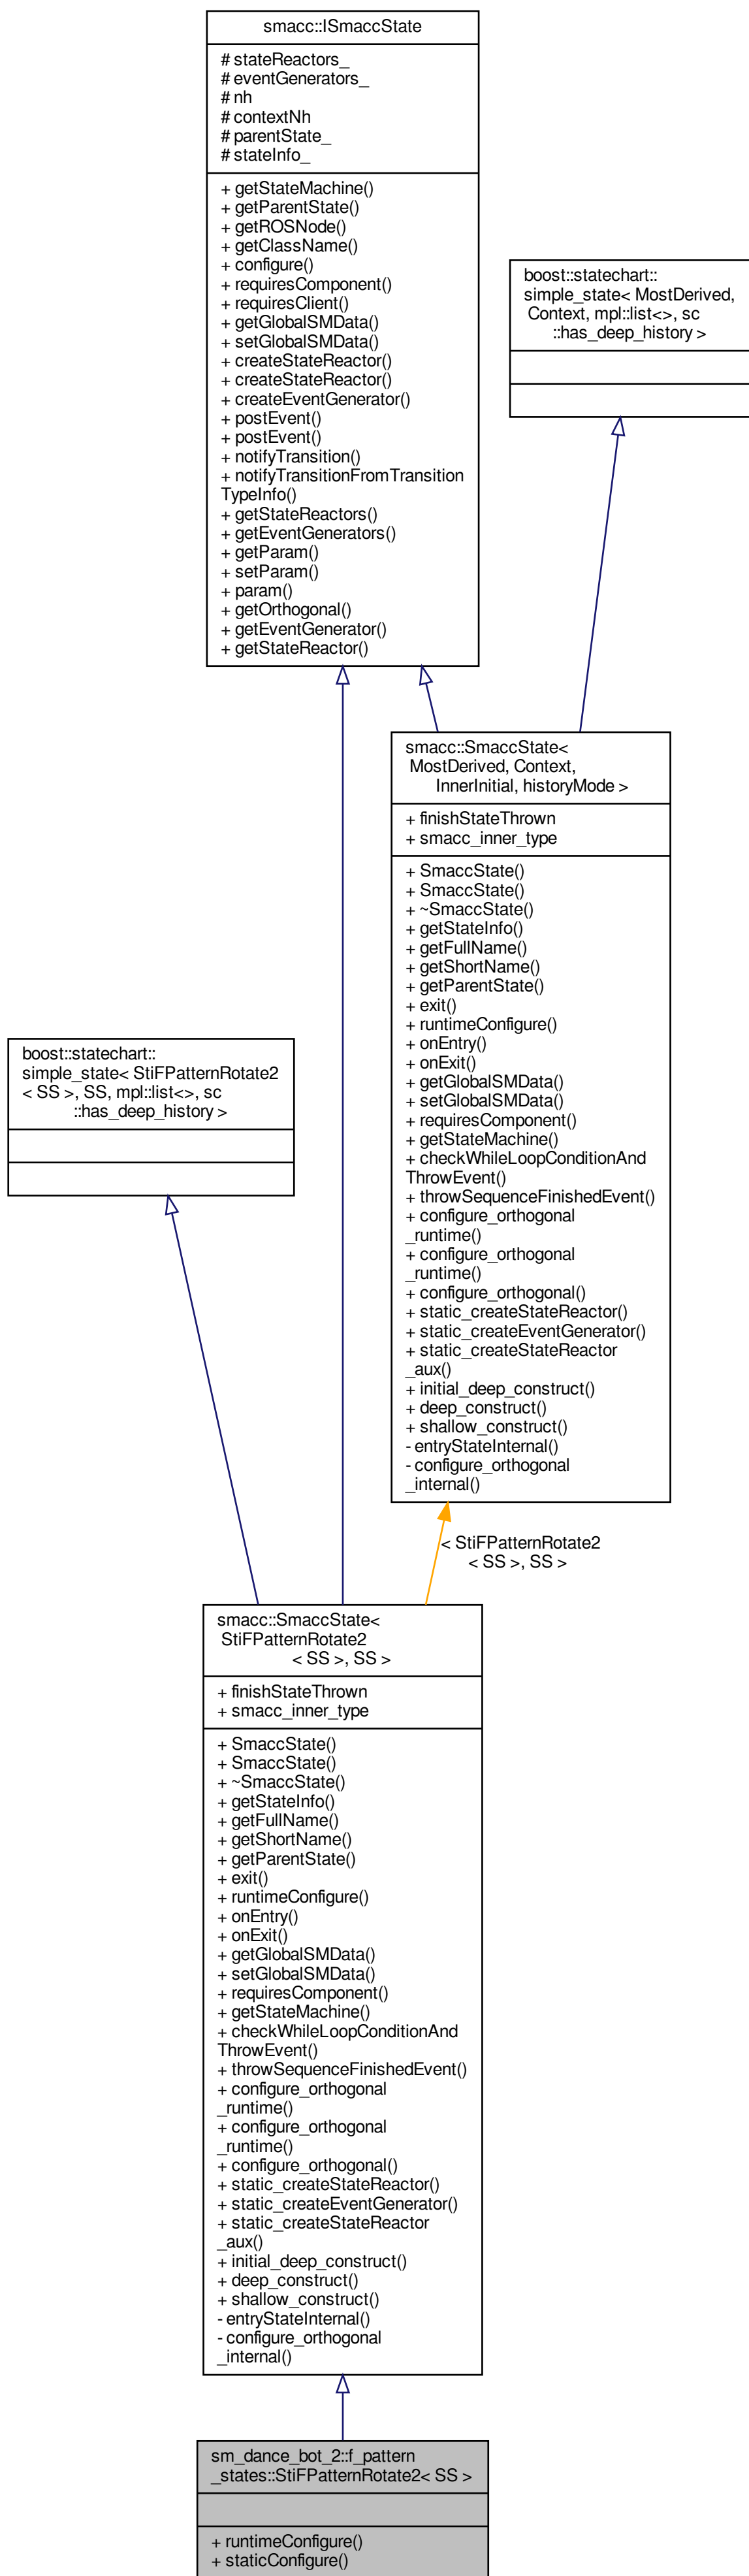 smacc::ISmaccState
# stateReactors_
# eventGenerators_
# nh
# contextNh
# parentState_
# stateInfo_
+ getStateMachine()
+ getParentState()
+ getROSNode()
+ getClassName()
+ configure()
+ requiresComponent()
+ requiresClient()
+ getGlobalSMData()
+ setGlobalSMData()
+ createStateReactor()
+ createStateReactor()
+ createEventGenerator()
+ postEvent()
+ postEvent()
+ notifyTransition()
+ notifyTransitionFromTransition
TypeInfo()
+ getStateReactors()
+ getEventGenerators()
+ getParam()
+ setParam()
+ param()
+ getOrthogonal()
+ getEventGenerator()
+ getStateReactor()
boost::statechart::
simple_state< MostDerived,
Context, mpl::list<>, sc
::has_deep_history >
smacc::SmaccState<
MostDerived, Context,
InnerInitial, historyMode >
+ finishStateThrown
+ smacc_inner_type
+ SmaccState()
+ SmaccState()
+ ~SmaccState()
+ getStateInfo()
+ getFullName()
+ getShortName()
+ getParentState()
+ exit()
+ runtimeConfigure()
+ onEntry()
+ onExit()
+ getGlobalSMData()
+ setGlobalSMData()
+ requiresComponent()
+ getStateMachine()
+ checkWhileLoopConditionAnd
ThrowEvent()
+ throwSequenceFinishedEvent()
+ configure_orthogonal
_runtime()
+ configure_orthogonal
_runtime()
+ configure_orthogonal()
+ static_createStateReactor()
+ static_createEventGenerator()
+ static_createStateReactor
_aux()
+ initial_deep_construct()
+ deep_construct()
+ shallow_construct()
- entryStateInternal()
- configure_orthogonal
_internal()
boost::statechart::
simple_state< StiFPatternRotate2
< SS >, SS, mpl::list<>, sc
::has_deep_history >
< StiFPatternRotate2
< SS >, SS >
smacc::SmaccState<
StiFPatternRotate2
< SS >, SS >
+ finishStateThrown
+ smacc_inner_type
+ SmaccState()
+ SmaccState()
+ ~SmaccState()
+ getStateInfo()
+ getFullName()
+ getShortName()
+ getParentState()
+ exit()
+ runtimeConfigure()
+ onEntry()
+ onExit()
+ getGlobalSMData()
+ setGlobalSMData()
+ requiresComponent()
+ getStateMachine()
+ checkWhileLoopConditionAnd
ThrowEvent()
+ throwSequenceFinishedEvent()
+ configure_orthogonal
_runtime()
+ configure_orthogonal
_runtime()
+ configure_orthogonal()
+ static_createStateReactor()
+ static_createEventGenerator()
+ static_createStateReactor
_aux()
+ initial_deep_construct()
+ deep_construct()
+ shallow_construct()
- entryStateInternal()
- configure_orthogonal
_internal()
sm_dance_bot_2::f_pattern
_states::StiFPatternRotate2< SS >
+ runtimeConfigure()
+ staticConfigure()